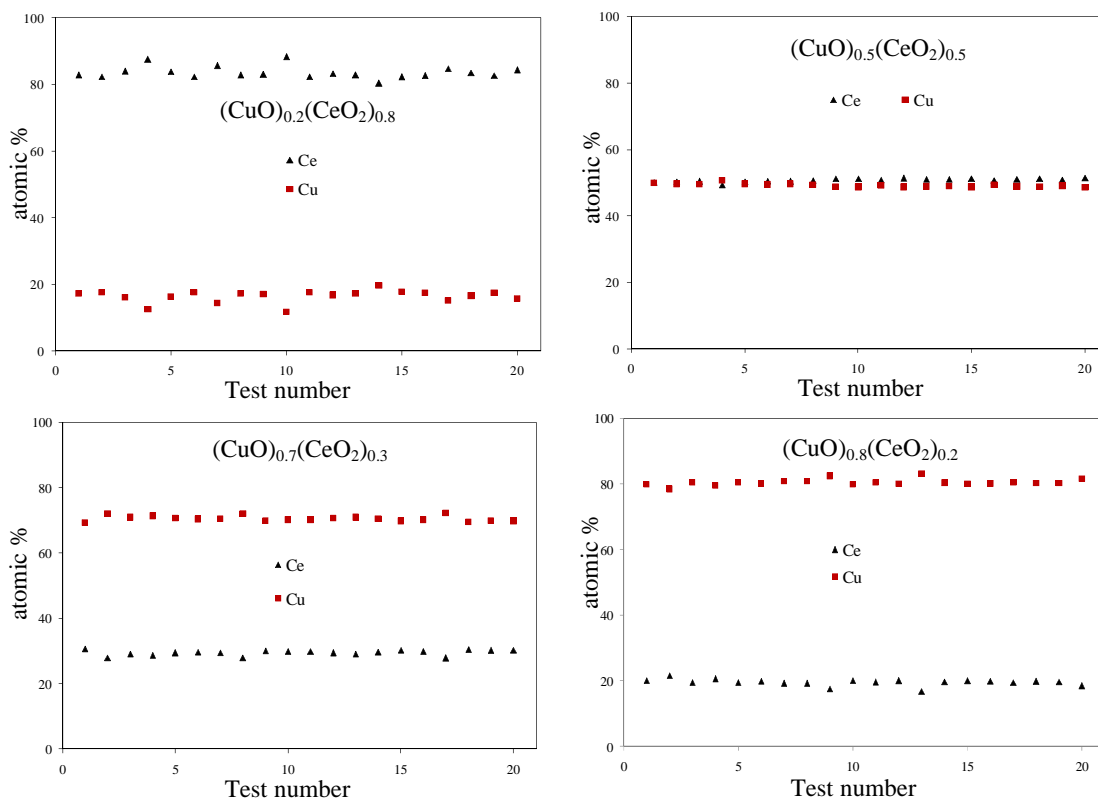 100
80
60
40
20
0
atomic %
(CuO)0.2(CeO2)0.8
Ce
Cu
0
5
10
15
20
Test number
100
80
60
40
20
0
atomic %
(CuO)0.5(CeO2)0.5
Ce Cu
0
5
10
15
20
Test number
100
80
60
40
20
0
atomic %
(CuO)0.7(CeO2)0.3
Ce
Cu
0
5
10
15
20
Test number
100
80
60
40
20
0
atomic %
(CuO)0.8(CeO2)0.2
Ce
Cu
0
5
10
15
20
Test number